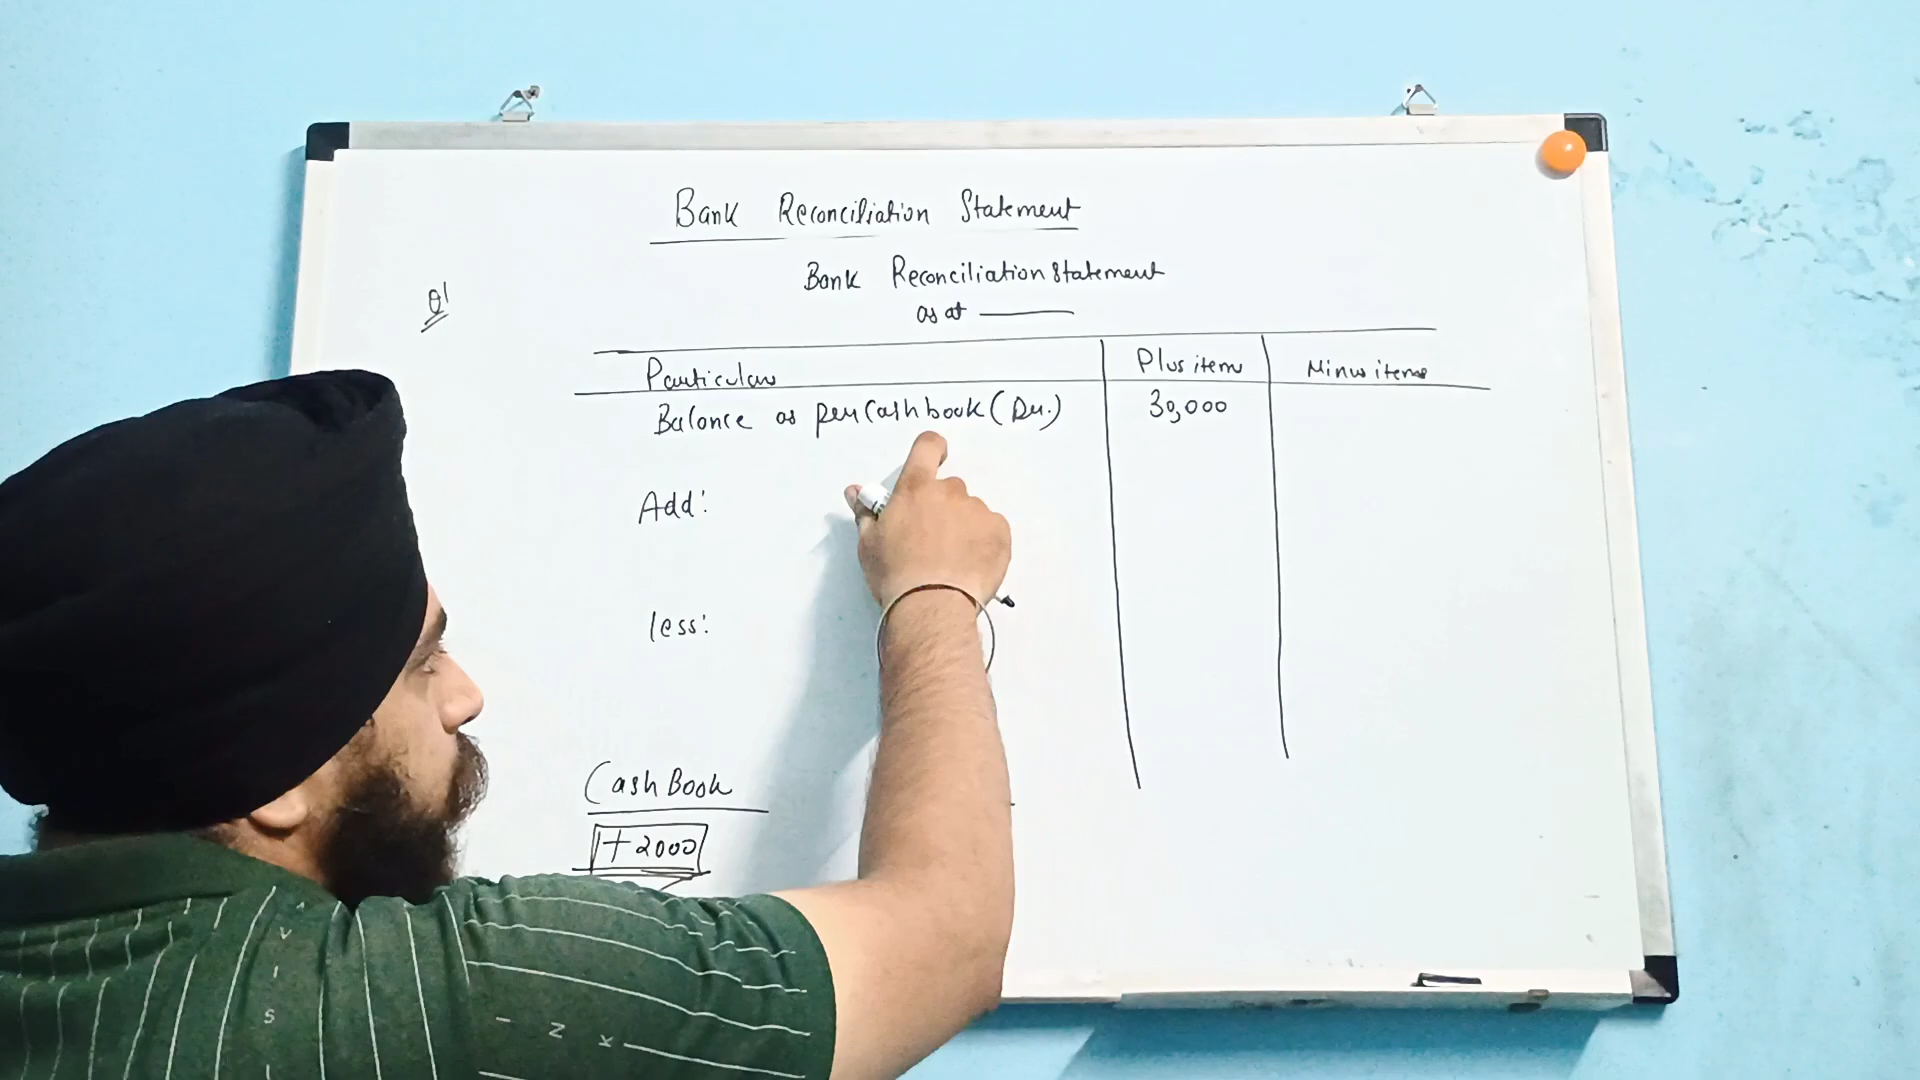 Bank Reconciliation Statement
Bank Reconciliation Statement
Q1
as at
Particulars Plus items Minus items
Balance as per Cash book (Dr.) 30,000
Add:
Less:
Cash Book
+2000
V
I
S
- Z x